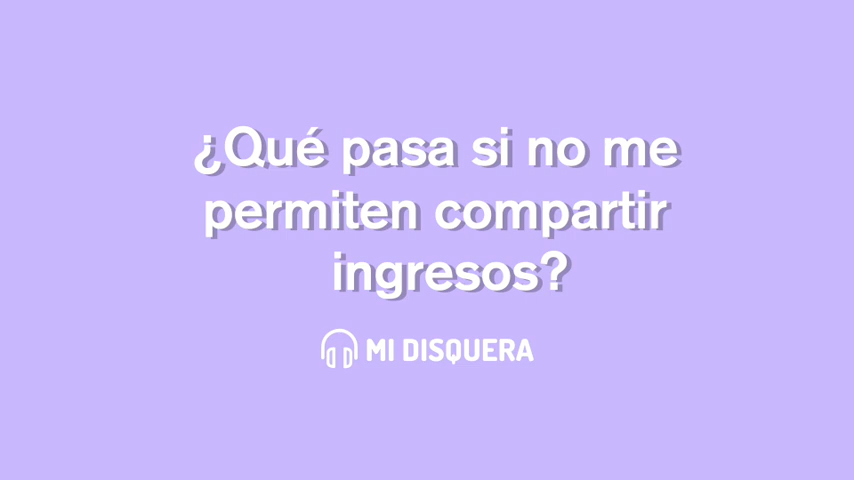 ¿Qué pasa si no me
permiten compartir
ingresos?
MI DISQUERA